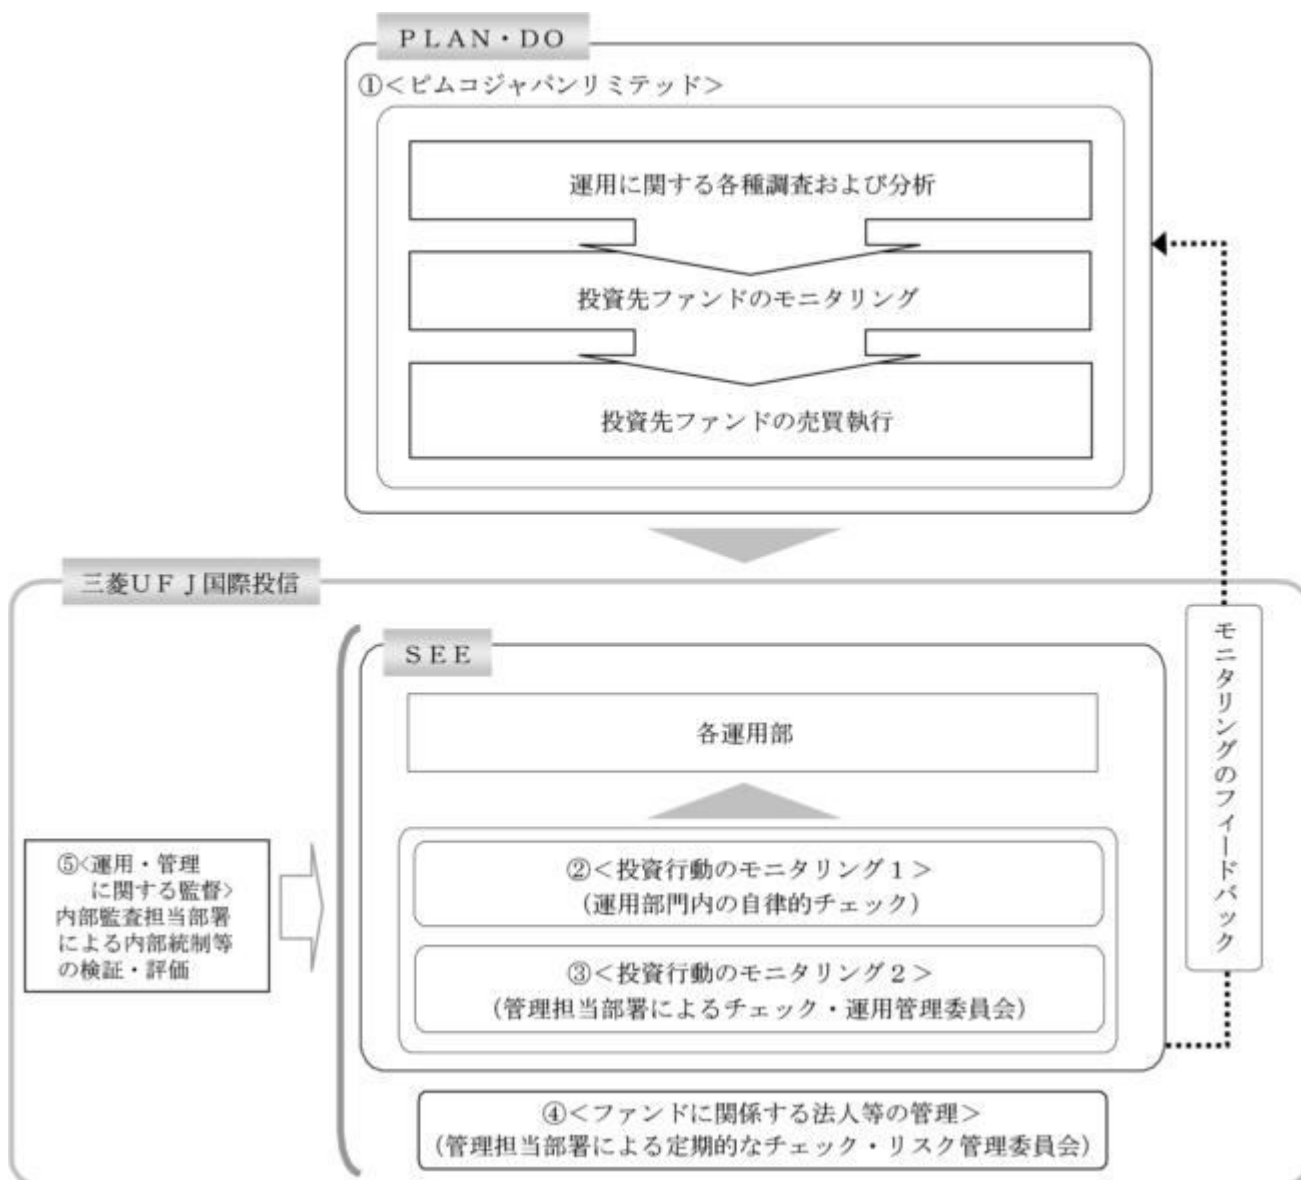 ＰＬＡＮ・ＤＯ
①＜ピムコジャパンリミテッド＞
運用に関する各種調査および分析
投資先ファンドのモニタリング
投資先ファンドの売買執行
三菱ＵＦＪ国際投信
ＳＥＥ
各運用部
②＜投資行動のモニタリング１＞
（運用部門内の自律的チェック）
③＜投資行動のモニタリング２＞
（管理担当部署によるチェック・運用管理委員会）
④＜ファンドに関係する法人等の管理＞
（管理担当部署による定期的なチェック・リスク管理委員会）
⑤＜運用・管理
に関する監督＞
内部監査担当部署
による内部統制等
の検証・評価
モニタリングのフィードバック